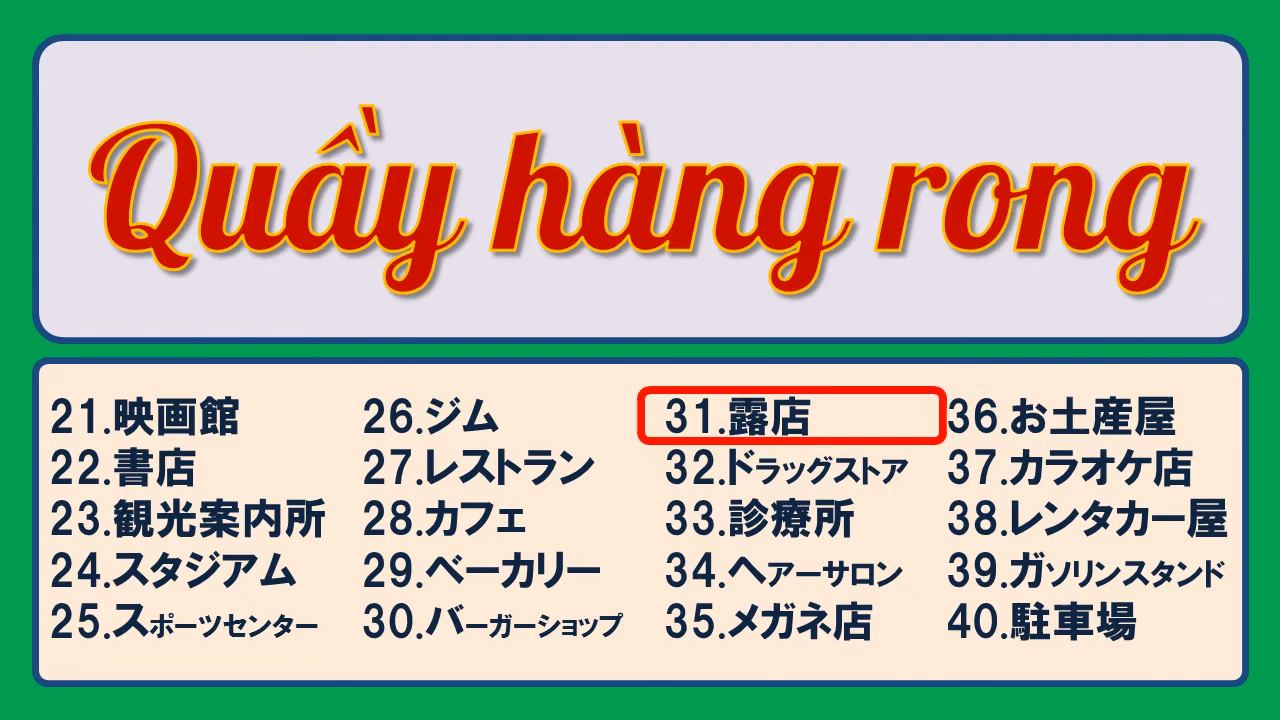 Quầy hàng rong
21.映画館
22.書店
23.観光案内所
24.スタジアム
25.スポーツセンター
26.ジム
27.レストラン
28.カフェ
29.ベーカリー
30.バーガーショップ
31.露店
32.ドラッグストア
33.診療所
34.ヘアーサロン
35.メガネ店
36.お土産屋
37.カラオケ店
38.レンタカー屋
39.ガソリンスタンド
40.駐車場